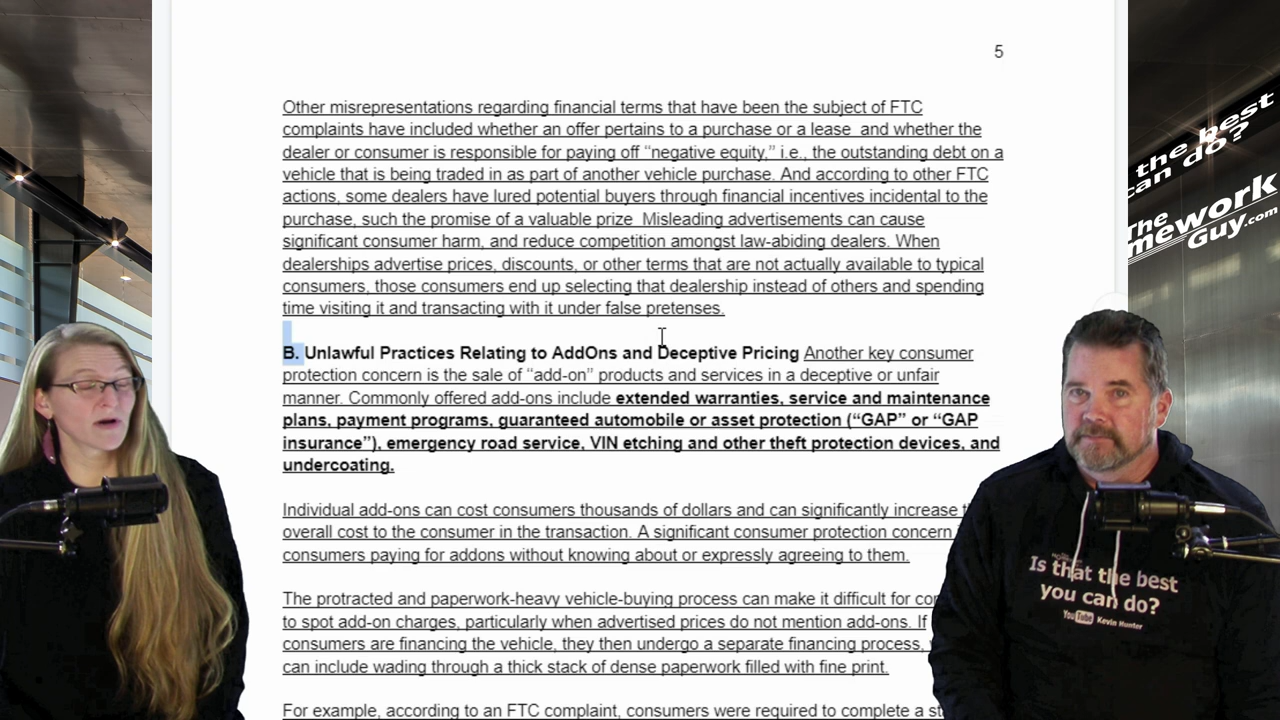 5
Other misrepresentations regarding financial terms that have been the subject of FTC
complaints have included whether an offer pertains to a purchase or a lease and whether the
dealer or consumer is responsible for paying off “negative equity,” i.e., the outstanding debt on a
vehicle that is being traded in as part of another vehicle purchase. And according to other FTC
actions, some dealers have lured potential buyers through financial incentives incidental to the
purchase, such the promise of a valuable prize Misleading advertisements can cause
significant consumer harm, and reduce competition amongst law-abiding dealers. When
dealerships advertise prices, discounts, or other terms that are not actually available to typical
consumers, those consumers end up selecting that dealership instead of others and spending
time visiting it and transacting with it under false pretenses.
B. Unlawful Practices Relating to AddOns and Deceptive Pricing Another key consumer
protection concern is the sale of “add-on” products and services in a deceptive or unfair
manner. Commonly offered add-ons include extended warranties, service and maintenance
plans, payment programs, guaranteed automobile or asset protection (“GAP” or “GAP
insurance”), emergency road service, VIN etching and other theft protection devices, and
undercoating.
Individual add-ons can cost consumers thousands of dollars and can significantly increase
overall cost to the consumer in the transaction. A significant consumer protection concern
consumers paying for addons without knowing about or expressly agreeing to them.
The protracted and paperwork-heavy vehicle-buying process can make it difficult for
to spot add-on charges, particularly when advertised prices do not mention add-ons. If
consumers are financing the vehicle, they then undergo a separate financing process,
can include wading through a thick stack of dense paperwork filled with fine print.
For example, according to an FTC complaint, consumers were required to complete a
the best
can do?
The
mework
Guy.com
Is that the best
you can do?
YouTube Kevin Hunter